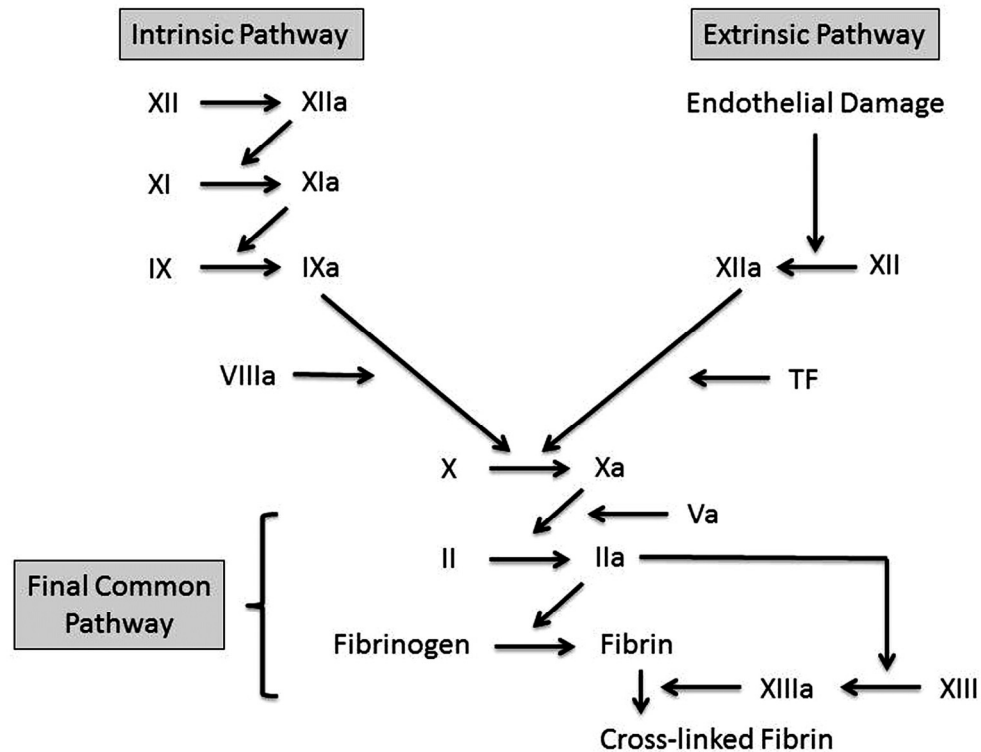 Intrinsic Pathway
Extrinsic Pathway
XII
XIIa
Endothelial Damage
XI
XIa
IX
IXa
XIIa
XII
VIIIa
TF
X
Xa
Va
II
IIa
Final Common
Pathway
Fibrinogen
Fibrin
XIIIa
XIII
Cross-linked Fibrin